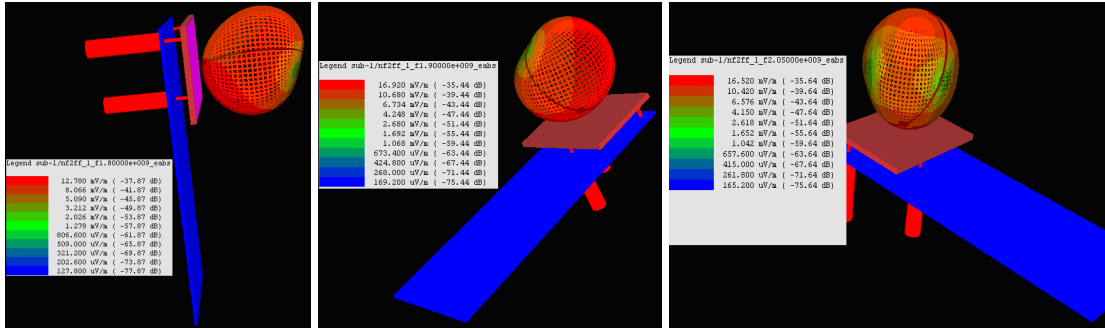 Legend sub-1/nf2ff_1_f1.80000e+009_eabs
12.780 mV/m ( -37.87 dB)
8.066 mV/m ( -41.87 dB)
5.090 mV/m ( -45.87 dB)
3.212 mV/m ( -49.87 dB)
2.026 mV/m ( -53.87 dB)
1.278 mV/m ( -57.87 dB)
806.600 uV/m ( -61.87 dB)
509.000 uV/m ( -65.87 dB)
321.200 uV/m ( -69.87 dB)
202.600 uV/m ( -73.87 dB)
127.800 uV/m ( -77.87 dB)
Legend sub-1/nf2ff_1_f1.90000e+009_eabs
16.920 mV/m ( -35.44 dB)
10.680 mV/m ( -39.44 dB)
6.734 mV/m ( -43.44 dB)
4.248 mV/m ( -47.44 dB)
2.680 mV/m ( -51.44 dB)
1.692 mV/m ( -55.44 dB)
1.068 mV/m ( -59.44 dB)
673.400 uV/m ( -63.44 dB)
424.800 uV/m ( -67.44 dB)
268.000 uV/m ( -71.44 dB)
169.200 uV/m ( -75.44 dB)
Legend sub-1/nf2ff_1_f2.05000e+009_eabs
16.520 mV/m ( -35.64 dB)
10.420 mV/m ( -39.64 dB)
6.576 mV/m ( -43.64 dB)
4.150 mV/m ( -47.64 dB)
2.618 mV/m ( -51.64 dB)
1.652 mV/m ( -55.64 dB)
1.042 mV/m ( -59.64 dB)
657.600 uV/m ( -63.64 dB)
415.000 uV/m ( -67.64 dB)
261.800 uV/m ( -71.64 dB)
165.200 uV/m ( -75.64 dB)